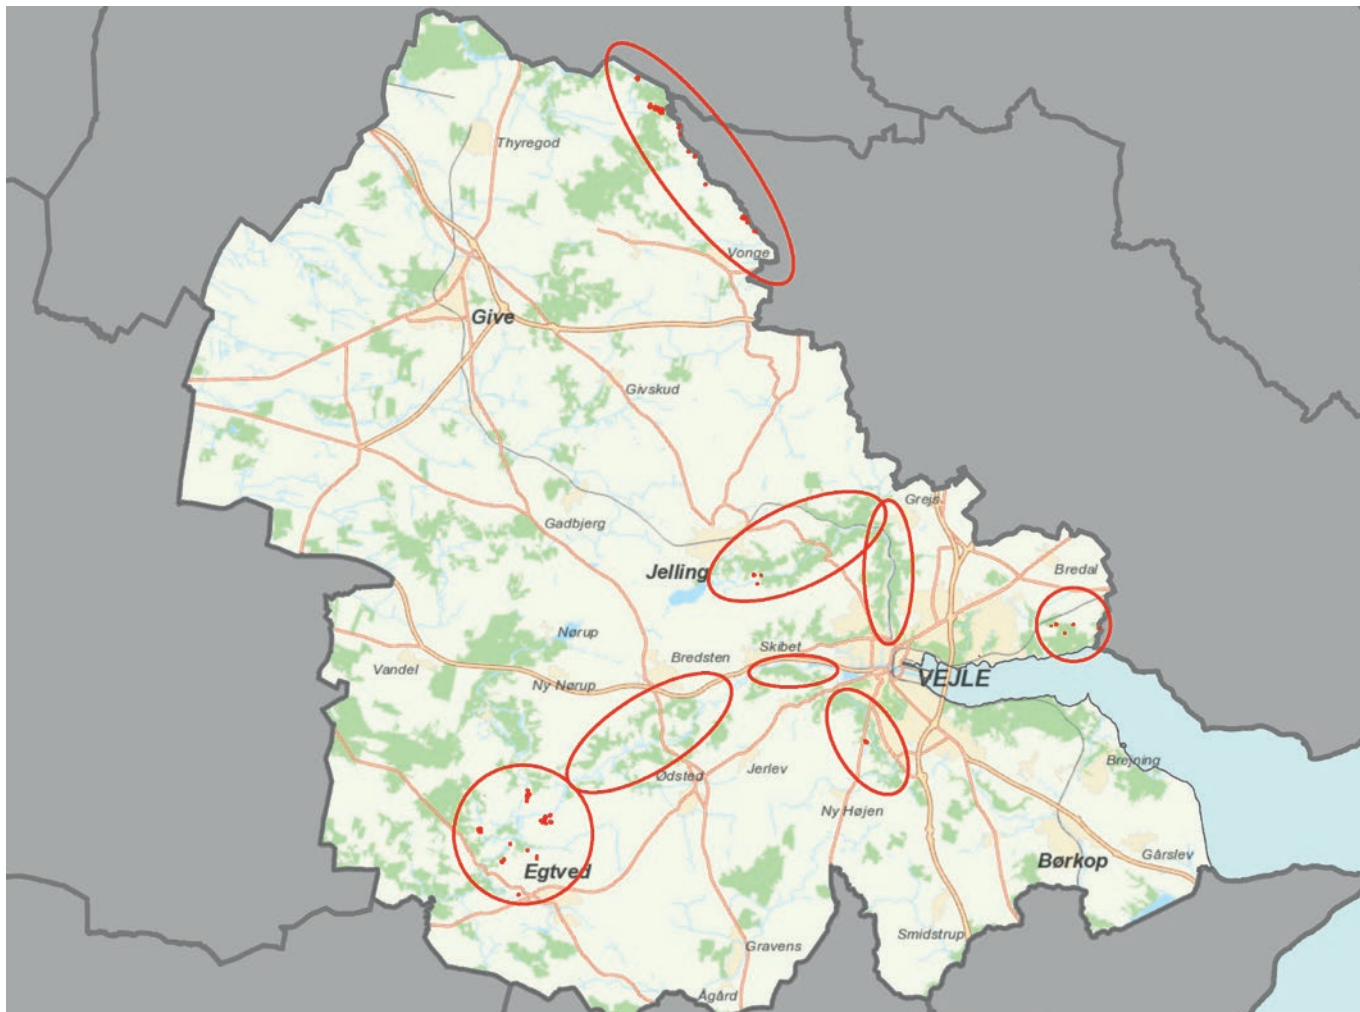 Thyregod
Vonge
Give
Givskud
Grejs
Gadbjerg
Jelling
Bredal
Nørup
Skibet
Bredsten
Vandel
Ny Nørup
VEJLE
Ødsted
Jerlev
Brejning
Ny Højen
Egtved
Børkop
Gårslev
Smidstrup
Gravens
Ågård